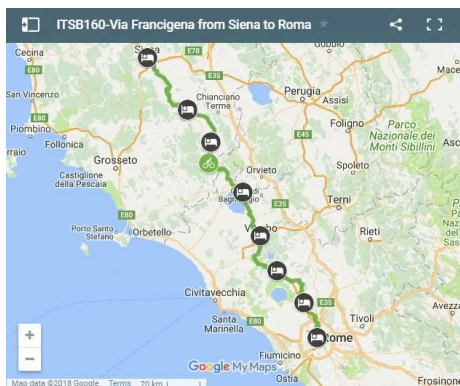 ITSB160-Via Francigena from Siena to Roma
Cecina
E78
Gubbio
E80
E35
San Vincenzo
Chianciano
Terme
Perugia
Assisi
Piombino
Follonica
E45
Foligno
Parco
Nazionale dei
Monti Sibillini
Grosseto
Castiglione
della Pescaia
Orvieto
Spoleto
E35
Terni
E80
Porto Santo
Stefano
Orbetello
Rieti
Civitavecchia
E35
Santa
Marinella
E80
Tivoli
Rome
Fiumicino
Ostia
Frosinone
+
−
Google My Maps
Map data ©2018 Google
Terms
20 km